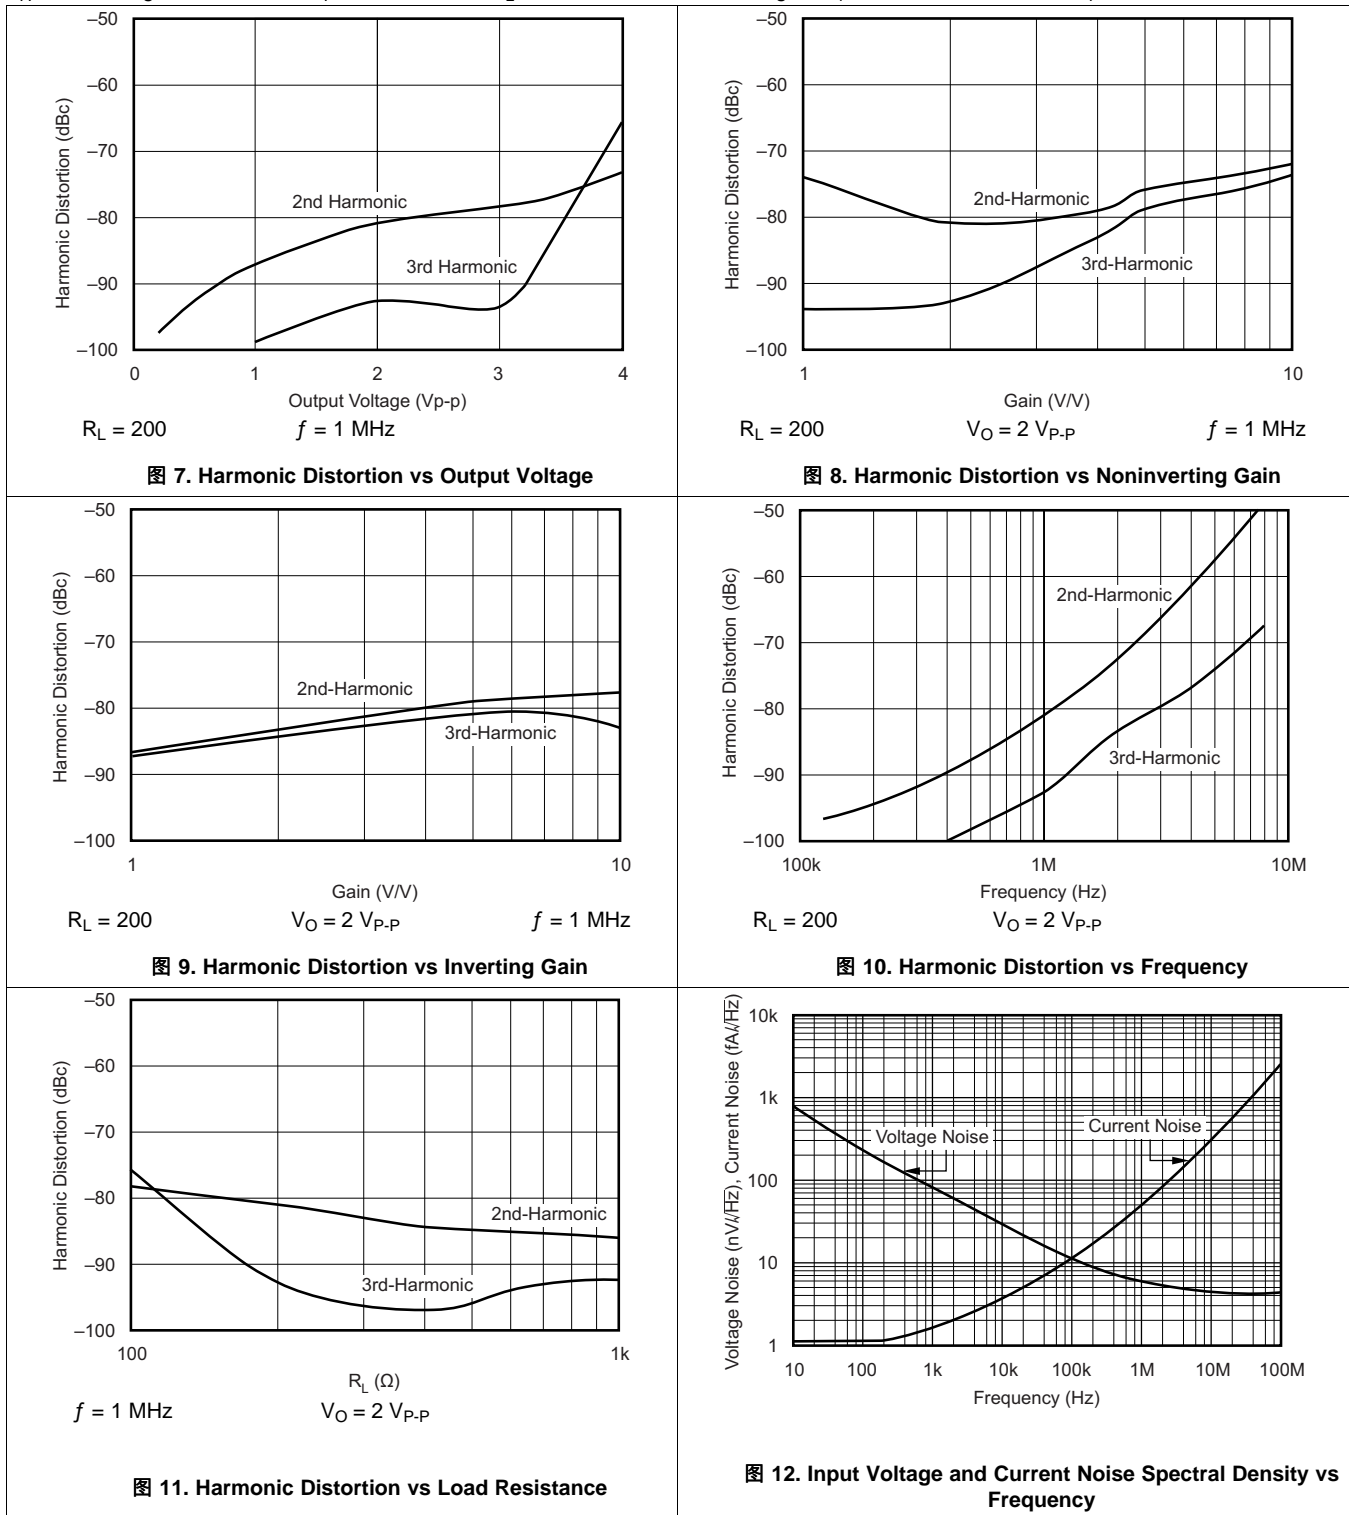 –50
–60
–70
–80
–90
–100
Harmonic Distortion (dBc)
2nd Harmonic
3rd Harmonic
0 1 2 3 4
Output Voltage (Vp-p)
R_L = 200 ƒ = 1 MHz
图 7. Harmonic Distortion vs Output Voltage
–50
–60
–70
–80
–90
–100
Harmonic Distortion (dBc)
2nd-Harmonic
3rd-Harmonic
1 10
Gain (V/V)
R_L = 200 V_O = 2 V_P-P ƒ = 1 MHz
图 8. Harmonic Distortion vs Noninverting Gain
–50
–60
–70
–80
–90
–100
Harmonic Distortion (dBc)
2nd-Harmonic
3rd-Harmonic
1 10
Gain (V/V)
R_L = 200 V_O = 2 V_P-P ƒ = 1 MHz
图 9. Harmonic Distortion vs Inverting Gain
–50
–60
–70
–80
–90
–100
Harmonic Distortion (dBc)
2nd-Harmonic
3rd-Harmonic
100k 1M 10M
Frequency (Hz)
R_L = 200 V_O = 2 V_P-P
图 10. Harmonic Distortion vs Frequency
–50
–60
–70
–80
–90
–100
Harmonic Distortion (dBc)
2nd-Harmonic
3rd-Harmonic
100 1k
R_L (Ω)
ƒ = 1 MHz V_O = 2 V_P-P
图 11. Harmonic Distortion vs Load Resistance
10k
1k
100
10
1
Voltage Noise (nV/√Hz), Current Noise (fA/√Hz)
Voltage Noise
Current Noise
10 100 1k 10k 100k 1M 10M 100M
Frequency (Hz)
图 12. Input Voltage and Current Noise Spectral Density vs
Frequency